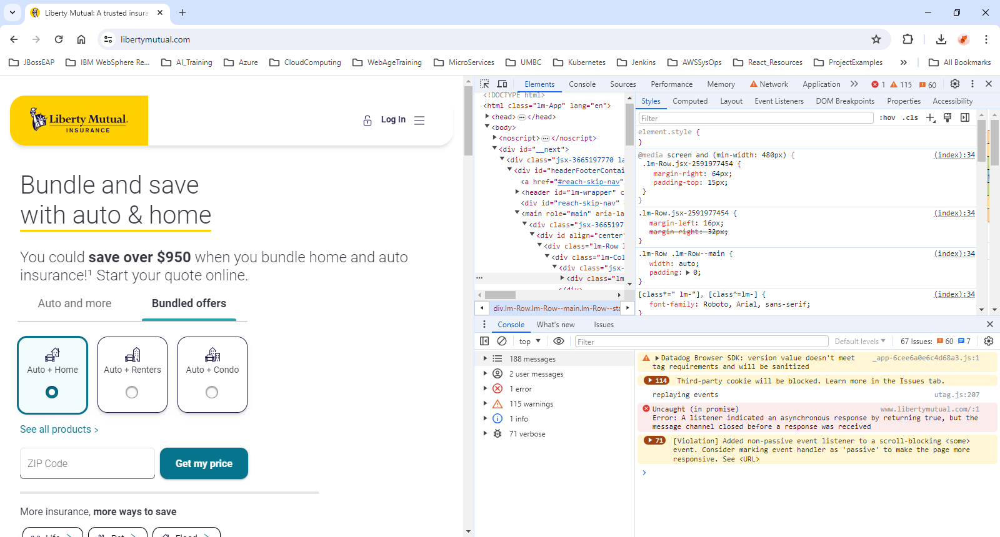 Liberty Mutual: A trusted insura
libertymutual.com
JBossEAP
IBM WebSphere Re...
AI_Training
Azure
CloudComputing
WebAgeTraining
MicroServices
UMBC
Kubernetes
Jenkins
AWSSysOps
React_Resources
ProjectExamples
»
All Bookmarks
Liberty Mutual.
INSURANCE
Log In
Bundle and save
with auto & home
You could save over $950 when you bundle home and auto
insurance!¹ Start your quote online.
Auto and more
Bundled offers
Auto + Home
Auto + Renters
Auto + Condo
See all products >
ZIP Code
Get my price
More insurance, more ways to save
Life
Pet
Flood
Elements
Console
Sources
Performance
Memory
Network
Application
1
115
60
<!DOCTYPE html>
<html class="lm-App" lang="en">
<head>…</head>
<body>
<noscript>…</noscript>
<div id="__next">
<div class="jsx-3665197770 la
<div id="headerFooterContai
<a href="#reach-skip-nav"
<header id="lm-wrapper" c
<div id="reach-skip-nav"
<main role="main" aria-la
<div class="jsx-366519​7
<div id align="center"
<div class="lm-Row l
<div class="lm-Col
<div class="jsx-
... <div class="lm
</div>
div.lm-Row.lm-Row--main.lm-Row--sta
Styles
Computed
Layout
Event Listeners
DOM Breakpoints
Properties
Accessibility
Filter
:hov
.cls
element.style {
}
@media screen and (min-width: 480px) {
(index):34
.lm-Row.jsx-2591977454 {
margin-right: 64px;
padding-top: 15px;
}
}
.lm-Row.jsx-2591977454 {
(index):34
margin-left: 16px;
margin-right: 32px;
}
.lm-Row .lm-Row--main {
(index):34
width: auto;
padding: 0;
}
[class*=" lm-"], [class^=lm-] {
(index):34
font-family: Roboto, Arial, sans-serif;
}
Console
What's new
Issues
top
Filter
Default levels
67 Issues:
60
7
188 messages
2 user messages
1 error
115 warnings
1 info
71 verbose
Datadog Browser SDK: version value doesn't meet
_app-6cee6a0e6c4d68a3.js:1
tag requirements and will be sanitized
114
Third-party cookie will be blocked. Learn more in the Issues tab.
replaying events
utag.js:207
Uncaught (in promise)
www.libertymutual.com/:1
Error: A listener indicated an asynchronous response by returning true, but the
message channel closed before a response was received
71
[Violation] Added non-passive event listener to a scroll-blocking <some>
event. Consider marking event handler as 'passive' to make the page more
responsive. See <URL>